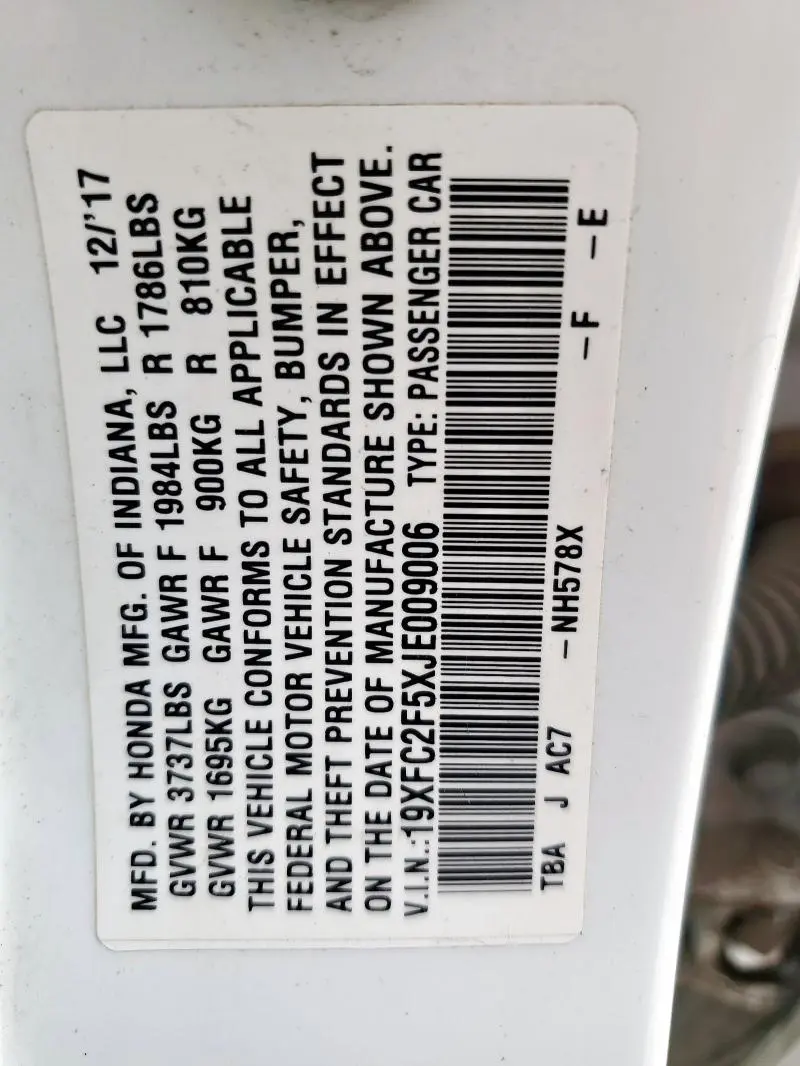 MFD. BY HONDA MFG. OF INDIANA, LLC 12/'17
GVWR 3737LBS GAWR F 1984LBS R 1786LBS
GVWR 1695KG GAWR F 900KG R 810KG
THIS VEHICLE CONFORMS TO ALL APPLICABLE
FEDERAL MOTOR VEHICLE SAFETY, BUMPER,
AND THEFT PREVENTION STANDARDS IN EFFECT
ON THE DATE OF MANUFACTURE SHOWN ABOVE.
V.I.N.:19XFC2F5XJE009006 TYPE: PASSENGER CAR
TBA J AC7 -NH578X -F -E